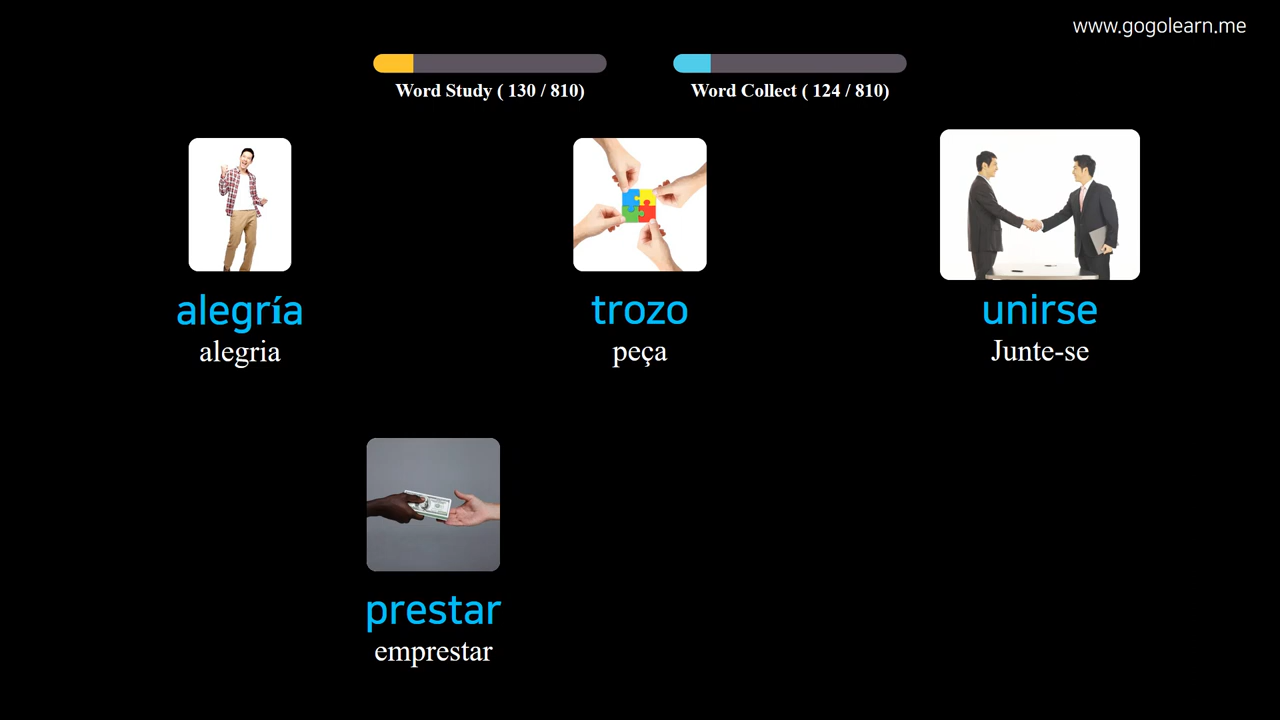 www.gogolearn.me
Word Study ( 130 / 810)
Word Collect ( 124 / 810)
alegría
alegria
trozo
peça
unirse
Junte-se
prestar
emprestar